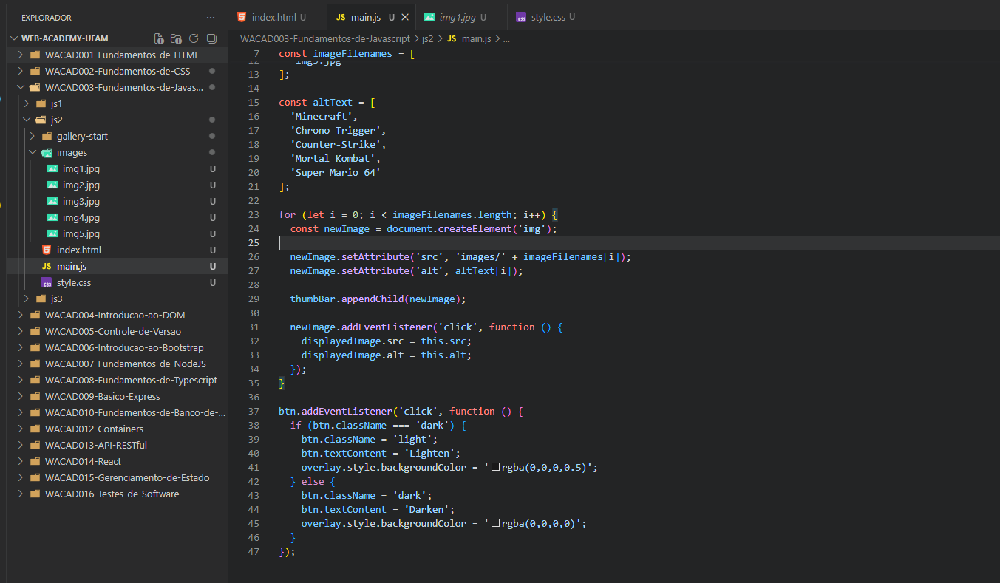 EXPLORADOR ...
WEB-ACADEMY-UFAM
WACAD001-Fundamentos-de-HTML
WACAD002-Fundamentos-de-CSS
WACAD003-Fundamentos-de-Javas...
js1
js2
gallery-start
images
img1.jpg U
img2.jpg U
img3.jpg U
img4.jpg U
img5.jpg U
index.html U
JS main.js U
css style.css U
js3
WACAD004-Introducao-ao-DOM
WACAD005-Controle-de-Versao
WACAD006-Introducao-ao-Bootstrap
WACAD007-Fundamentos-de-NodeJS
WACAD008-Fundamentos-de-Typescript
WACAD009-Basico-Express
WACAD010-Fundamentos-de-Banco-de-...
WACAD012-Containers
WACAD013-API-RESTful
WACAD014-React
WACAD015-Gerenciamento-de-Estado
WACAD016-Testes-de-Software
index.html U JS main.js U img1.jpg U css style.css U
WACAD003-Fundamentos-de-Javascript > js2 > JS main.js > ...
7 const imageFilenames = [
12 'img5.jpg'
13 ];
14
15 const altText = [
16 'Minecraft',
17 'Chrono Trigger',
18 'Counter-Strike',
19 'Mortal Kombat',
20 'Super Mario 64'
21 ];
22
23 for (let i = 0; i < imageFilenames.length; i++) {
24 const newImage = document.createElement('img');
25
26 newImage.setAttribute('src', 'images/' + imageFilenames[i]);
27 newImage.setAttribute('alt', altText[i]);
28
29 thumbBar.appendChild(newImage);
30
31 newImage.addEventListener('click', function () {
32 displayedImage.src = this.src;
33 displayedImage.alt = this.alt;
34 });
35 }
36
37 btn.addEventListener('click', function () {
38 if (btn.className === 'dark') {
39 btn.className = 'light';
40 btn.textContent = 'Lighten';
41 overlay.style.backgroundColor = 'rgba(0,0,0,0.5)';
42 } else {
43 btn.className = 'dark';
44 btn.textContent = 'Darken';
45 overlay.style.backgroundColor = 'rgba(0,0,0,0)';
46 }
47 });